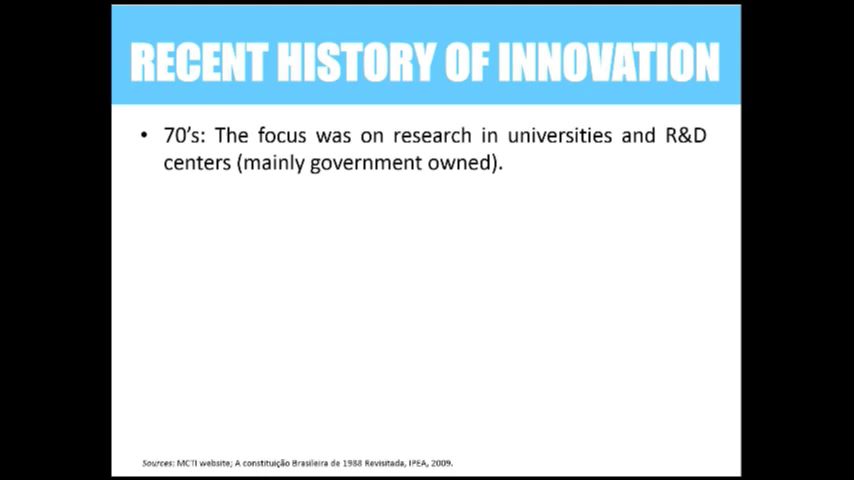 RECENT HISTORY OF INNOVATION
• 70’s: The focus was on research in universities and R&D
centers (mainly government owned).
Sources: MCTI website; A constituição Brasileira de 1988 Revisitada, IPEA, 2009.